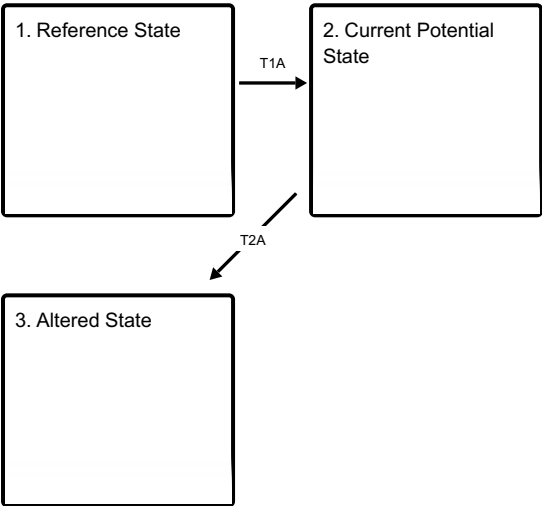 1. Reference State
T1A
2. Current Potential
State
T2A
3. Altered State